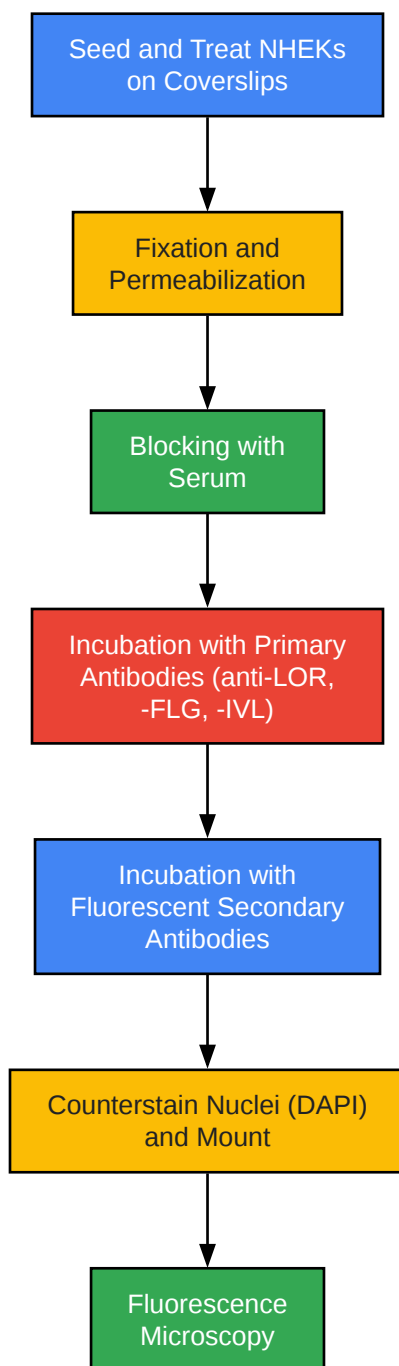 Seed and Treat NHEKs
on Coverslips
Fixation and
Permeabilization
Blocking with
Serum
Incubation with Primary
Antibodies (anti-LOR,
-FLG, -IVL)
Incubation with
Fluorescent Secondary
Antibodies
Counterstain Nuclei (DAPI)
and Mount
Fluorescence
Microscopy